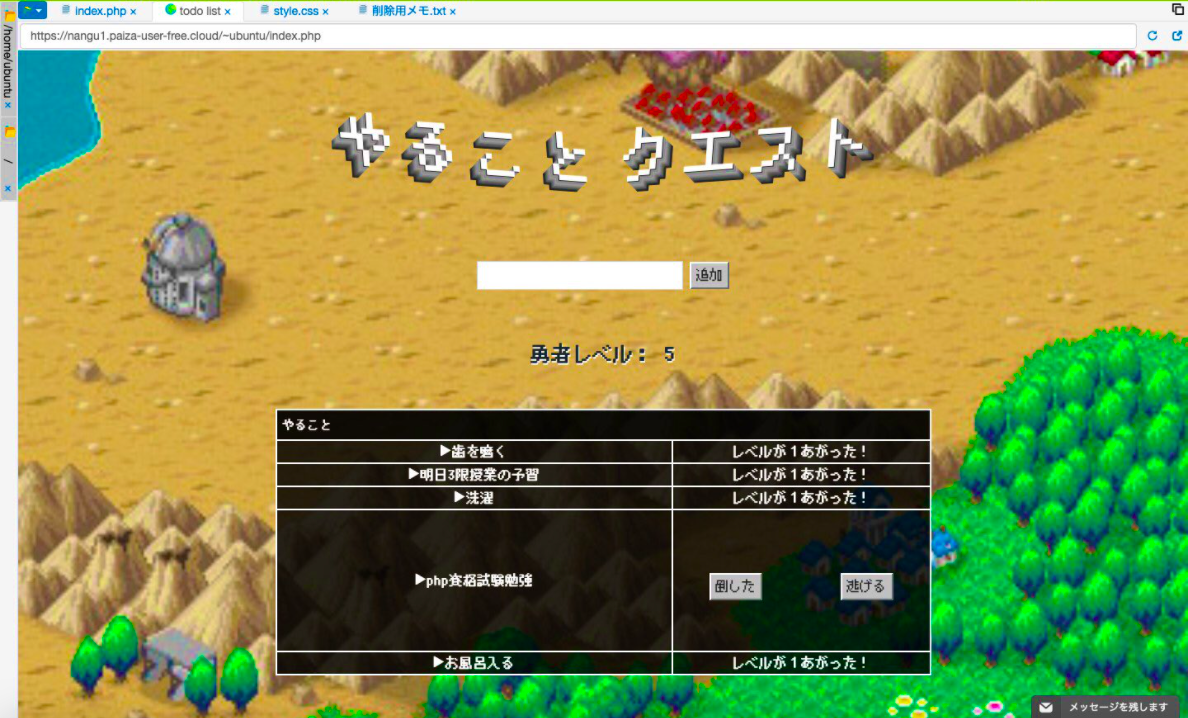 index.php ×
todo list ×
style.css ×
削除用メモ.txt ×
https://nangu1.paiza-user-free.cloud/~ubuntu/index.php
/home/ubuntu ×
/ ×
やること クエスト
追加
勇者レベル： 5
やること
▶歯を磨く レベルが１あがった！
▶明日3限授業の予習 レベルが１あがった！
▶洗濯 レベルが１あがった！
▶php資格試験勉強 倒した 逃げる
▶お風呂入る レベルが１あがった！
メッセージを残します